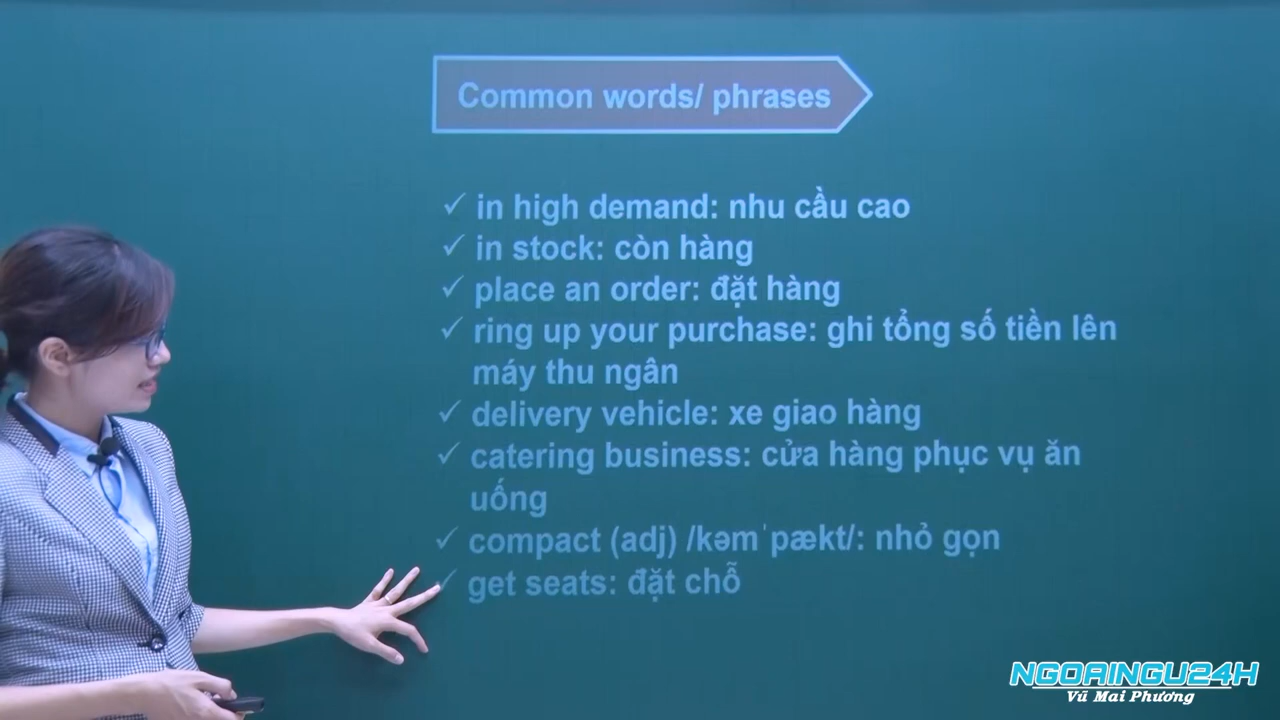 Common words/ phrases
✓ in high demand: nhu cầu cao
✓ in stock: còn hàng
✓ place an order: đặt hàng
✓ ring up your purchase: ghi tổng số tiền lên
máy thu ngân
✓ delivery vehicle: xe giao hàng
✓ catering business: cửa hàng phục vụ ăn
uống
✓ compact (adj) /kəmˈpækt/: nhỏ gọn
✓ get seats: đặt chỗ
NGOAINGU24H
Vũ Mai Phương